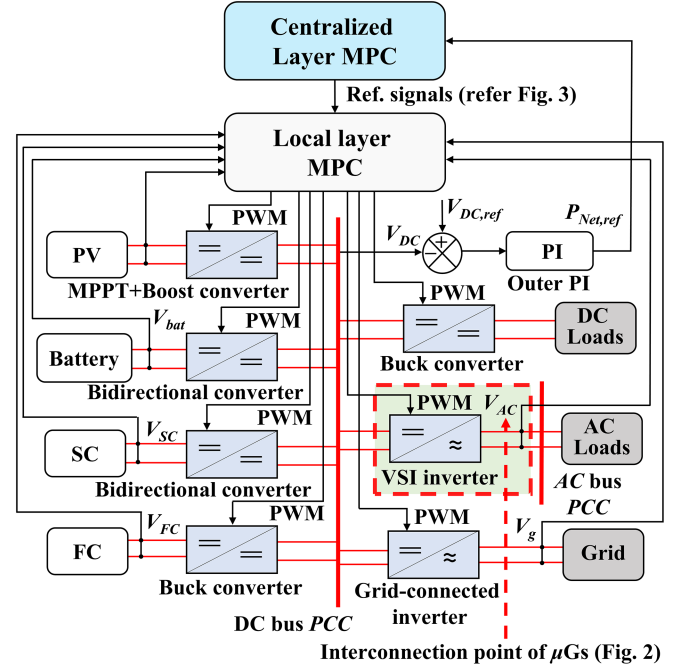 Centralized
Layer MPC
Ref. signals (refer Fig. 3)
Local layer
MPC
V_DC,ref
P_Net,ref
PWM
V_DC
+
−
PI
Outer PI
PV
MPPT+Boost converter
PWM
DC
Loads
Buck converter
V_bat
PWM
Battery
Bidirectional converter
PWM
V_AC
AC
Loads
VSI inverter
V_SC
PWM
SC
Bidirectional converter
AC bus
PCC
V_FC
PWM
FC
Buck converter
PWM
V_g
Grid
Grid-connected
inverter
DC bus PCC
Interconnection point of µGs (Fig. 2)